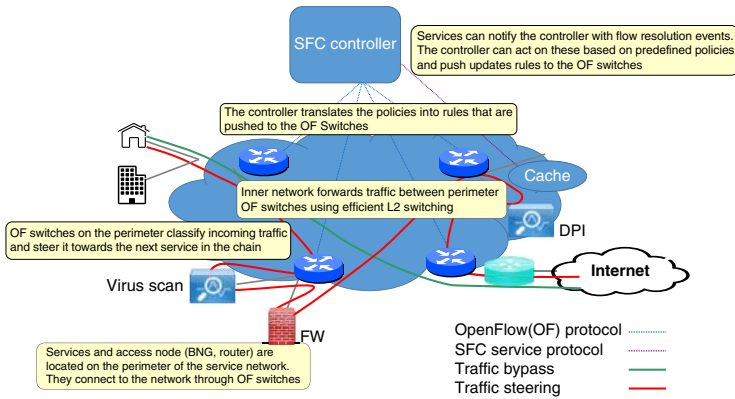 SFC controller
Services can notify the controller with flow resolution events.
The controller can act on these based on predefined policies
and push updates rules to the OF switches
The controller translates the policies into rules that are
pushed to the OF Switches
Cache
Inner network forwards traffic between perimeter
OF switches using efficient L2 switching
DPI
OF switches on the perimeter classify incoming traffic
and steer it towards the next service in the chain
Internet
Virus scan
FW
Services and access node (BNG, router) are
located on the perimeter of the service network.
They connect to the network through OF switches
OpenFlow(OF) protocol
SFC service protocol
Traffic bypass
Traffic steering